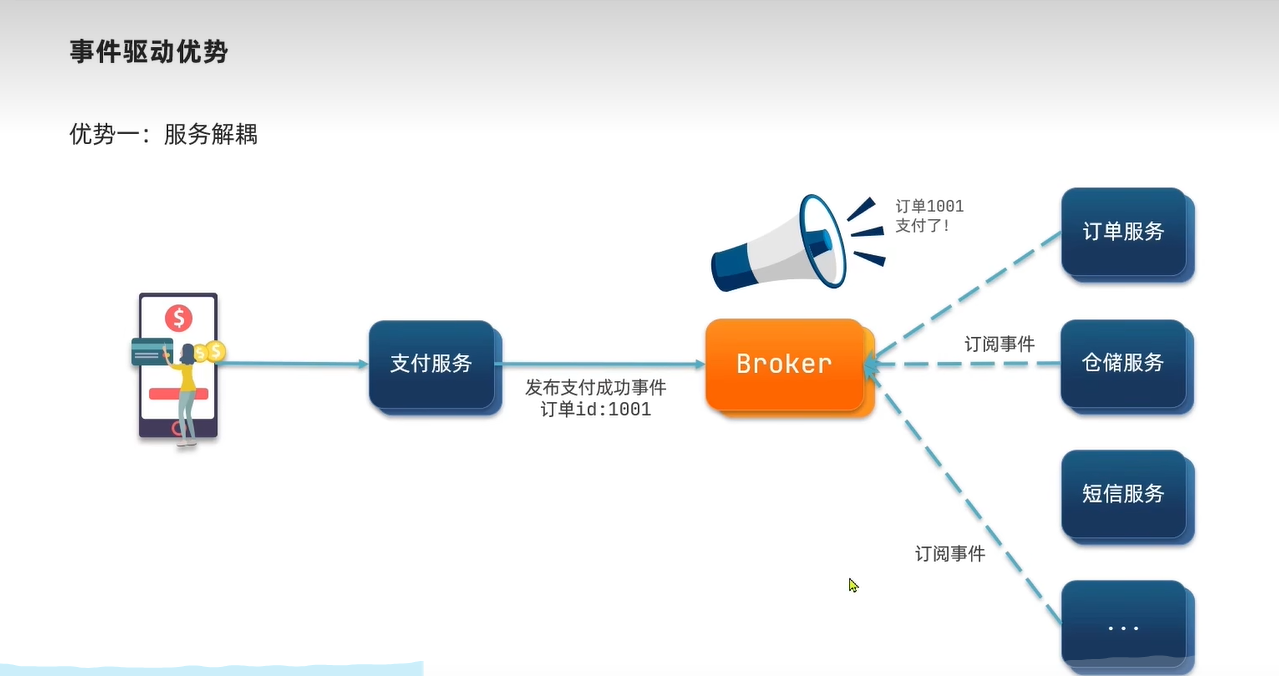 事件驱动优势
优势一：服务解耦
订单1001
支付了！
订单服务
支付服务
发布支付成功事件
订单id:1001
Broker
订阅事件
仓储服务
短信服务
订阅事件
...